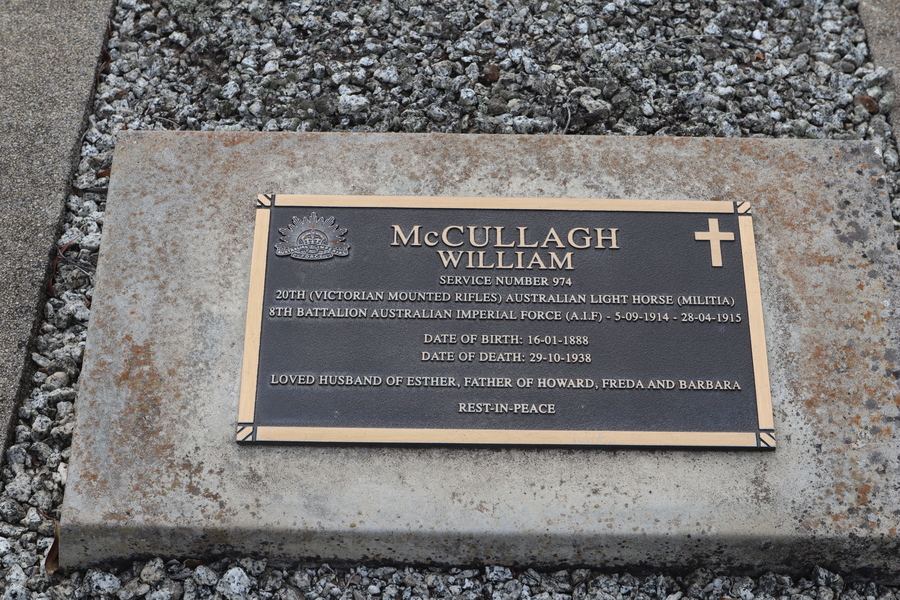 McCULLAGH
WILLIAM
SERVICE NUMBER 974
20TH (VICTORIAN MOUNTED RIFLES) AUSTRALIAN LIGHT HORSE (MILITIA)
8TH BATTALION AUSTRALIAN IMPERIAL FORCE (A.I.F) - 5-09-1914 - 28-04-1915
DATE OF BIRTH: 16-01-1888
DATE OF DEATH: 29-10-1938
LOVED HUSBAND OF ESTHER, FATHER OF HOWARD, FREDA AND BARBARA
REST-IN-PEACE